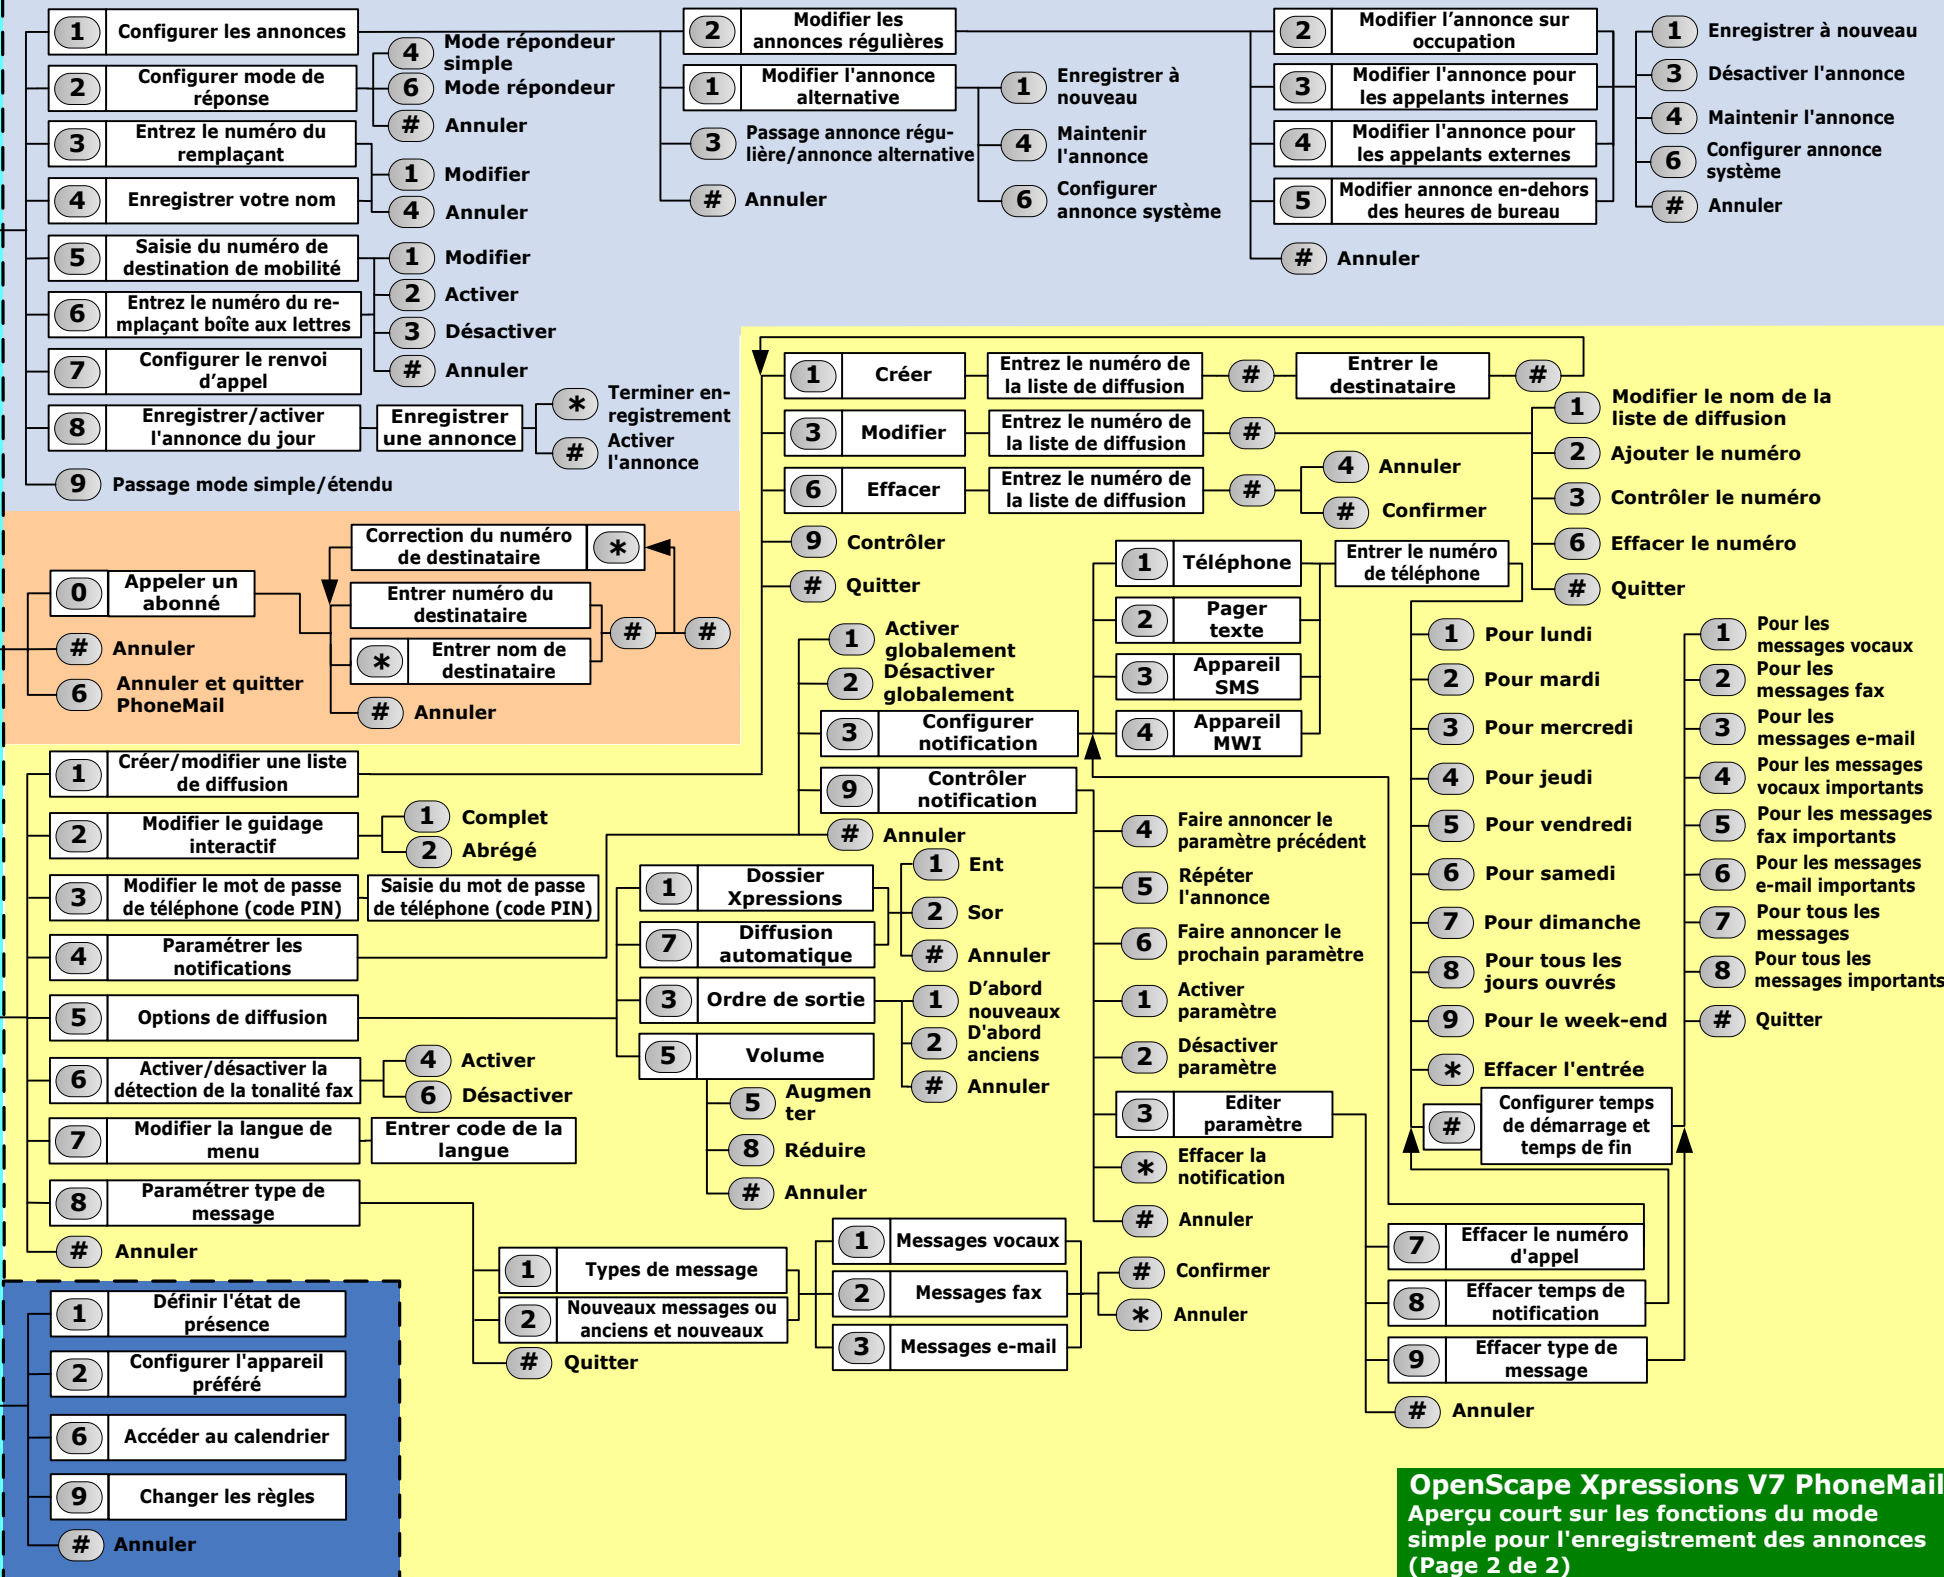 1 Configurer les annonces
2 Configurer mode de
réponse
4 Mode répondeur
simple
6 Mode répondeur
# Annuler
3 Entrez le numéro du
remplaçant
4 Enregistrer votre nom
1 Modifier
4 Annuler
5 Saisie du numéro de
destination de mobilité
6 Entrez le numéro du re-
mplaçant boîte aux lettres
7 Configurer le renvoi
d’appel
1 Modifier
2 Activer
3 Désactiver
# Annuler
8 Enregistrer/activer
l'annonce du jour
Enregistrer
une annonce
* Terminer en-
registrement
# Activer
l'annonce
9 Passage mode simple/étendu
2 Modifier les
annonces régulières
1 Modifier l'annonce
alternative
3 Passage annonce régu-
lière/annonce alternative
# Annuler
1 Enregistrer à
nouveau
4 Maintenir
l'annonce
6 Configurer
annonce système
2 Modifier l’annonce sur
occupation
3 Modifier l'annonce pour
les appelants internes
4 Modifier l'annonce pour
les appelants externes
5 Modifier annonce en-dehors
des heures de bureau
# Annuler
1 Enregistrer à nouveau
3 Désactiver l'annonce
4 Maintenir l'annonce
6 Configurer annonce
système
# Annuler
0 Appeler un
abonné
# Annuler
6 Annuler et quitter
PhoneMail
Correction du numéro
de destinataire *
Entrer numéro du
destinataire
* Entrer nom de
destinataire
# #
# Annuler
1 Créer
Entrez le numéro de
la liste de diffusion
#
Entrer le
destinataire
#
3 Modifier
Entrez le numéro de
la liste de diffusion
#
6 Effacer
Entrez le numéro de
la liste de diffusion
#
4 Annuler
# Confirmer
9 Contrôler
# Quitter
1 Modifier le nom de la
liste de diffusion
2 Ajouter le numéro
3 Contrôler le numéro
6 Effacer le numéro
# Quitter
1 Créer/modifier une liste
de diffusion
2 Modifier le guidage
interactif
1 Complet
2 Abrégé
3 Modifier le mot de passe
de téléphone (code PIN)
Saisie du mot de passe
de téléphone (code PIN)
4 Paramétrer les
notifications
5 Options de diffusion
6 Activer/désactiver la
détection de la tonalité fax
4 Activer
6 Désactiver
7 Modifier la langue de
menu
Entrer code de la
langue
8 Paramétrer type de
message
# Annuler
1 Activer
globalement
2 Désactiver
globalement
3 Configurer
notification
9 Contrôler
notification
# Annuler
1 Téléphone
2 Pager
texte
3 Appareil
SMS
4 Appareil
MWI
Entrer le numéro
de téléphone
1 Pour lundi
2 Pour mardi
3 Pour mercredi
4 Pour jeudi
5 Pour vendredi
6 Pour samedi
7 Pour dimanche
8 Pour tous les
jours ouvrés
9 Pour le week-end
* Effacer l'entrée
# Configurer temps
de démarrage et
temps de fin
1 Pour les
messages vocaux
2 Pour les
messages fax
3 Pour les
messages e-mail
4 Pour les messages
vocaux importants
5 Pour les messages
fax importants
6 Pour les messages
e-mail importants
7 Pour tous les
messages
8 Pour tous les
messages importants
# Quitter
1 Dossier
Xpressions
7 Diffusion
automatique
3 Ordre de sortie
5 Volume
1 Ent
2 Sor
# Annuler
1 D’abord
nouveaux
2 D'abord
anciens
# Annuler
5 Augmen
ter
8 Réduire
# Annuler
4 Faire annoncer le
paramètre précédent
5 Répéter
l'annonce
6 Faire annoncer le
prochain paramètre
1 Activer
paramètre
2 Désactiver
paramètre
3 Editer
paramètre
* Effacer la
notification
# Annuler
7 Effacer le numéro
d'appel
8 Effacer temps de
notification
9 Effacer type de
message
# Annuler
1 Types de message
2 Nouveaux messages ou
anciens et nouveaux
# Quitter
1 Messages vocaux
2 Messages fax
3 Messages e-mail
# Confirmer
* Annuler
1 Définir l'état de
présence
2 Configurer l'appareil
préféré
6 Accéder au calendrier
9 Changer les règles
# Annuler
OpenScape Xpressions V7 PhoneMail
Aperçu court sur les fonctions du mode
simple pour l'enregistrement des annonces
(Page 2 de 2)